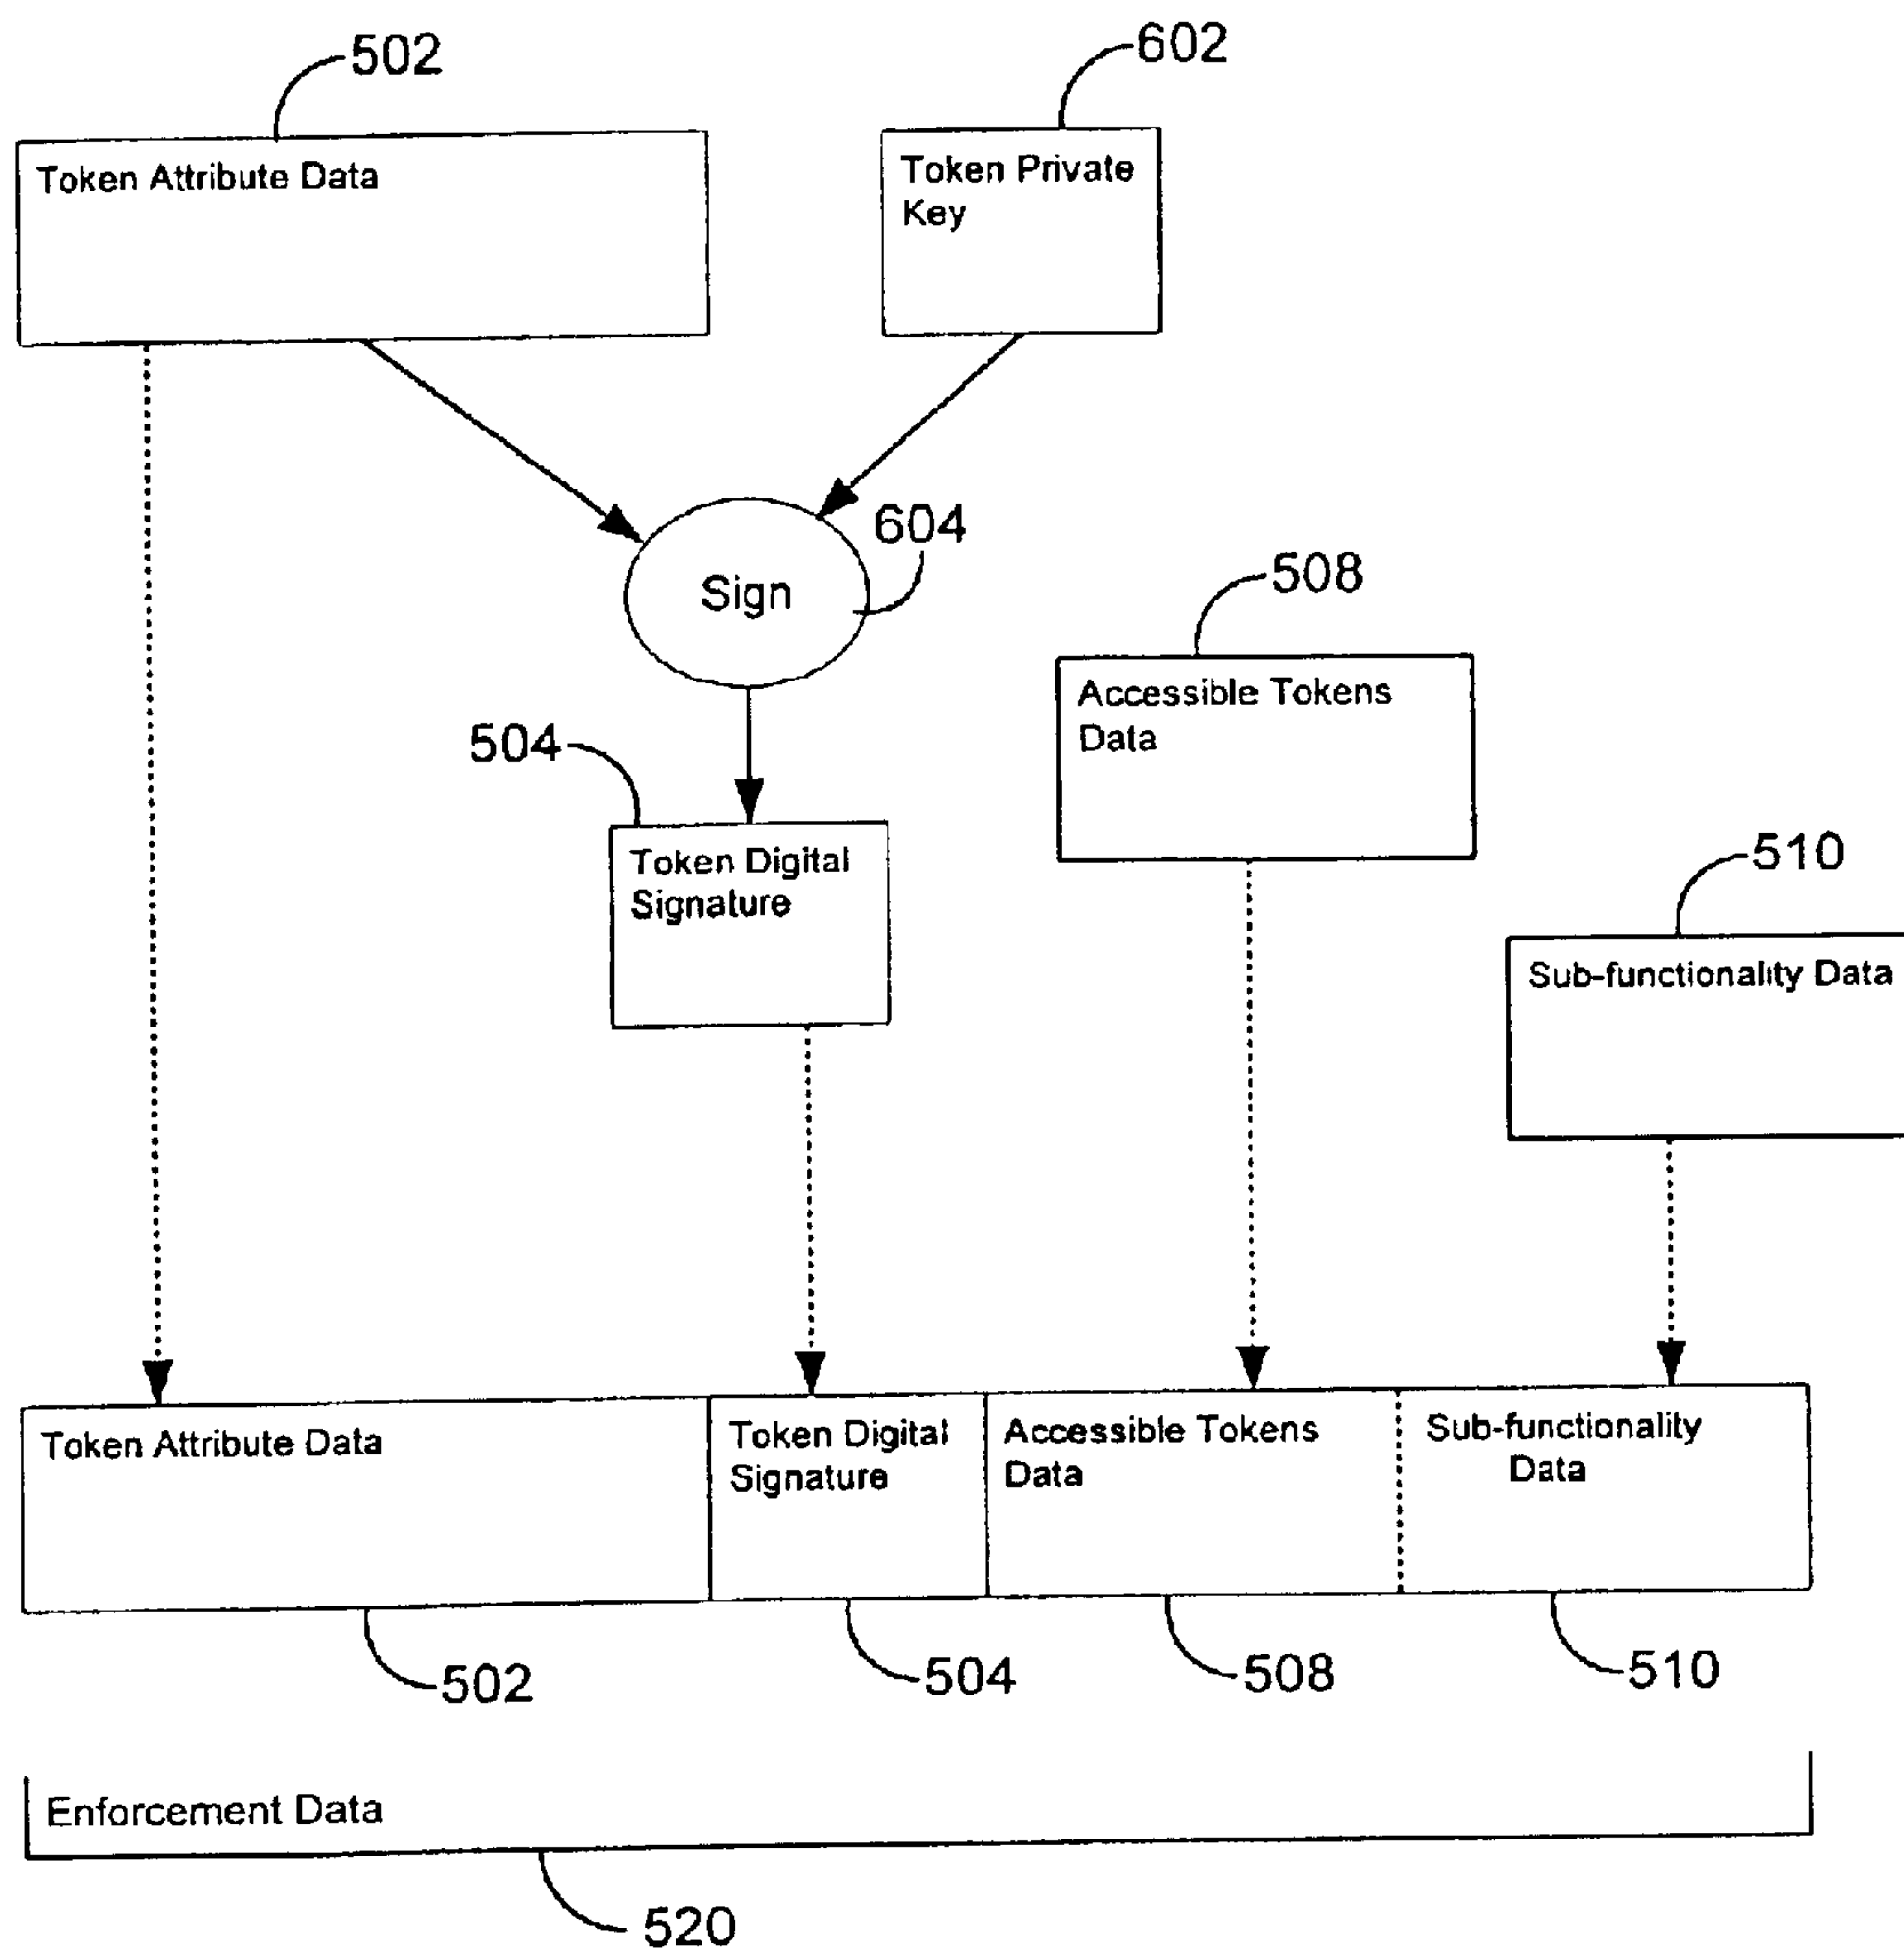 502
602
Token Attribute Data
Token Private
Key
604
Sign
508
Accessible Tokens
Data
504
Token Digital
Signature
510
Sub-functionality Data
Token Attribute Data
Token Digital
Signature
Accessible Tokens
Data
Sub-functionality
Data
502
504
508
510
Enforcement Data
520